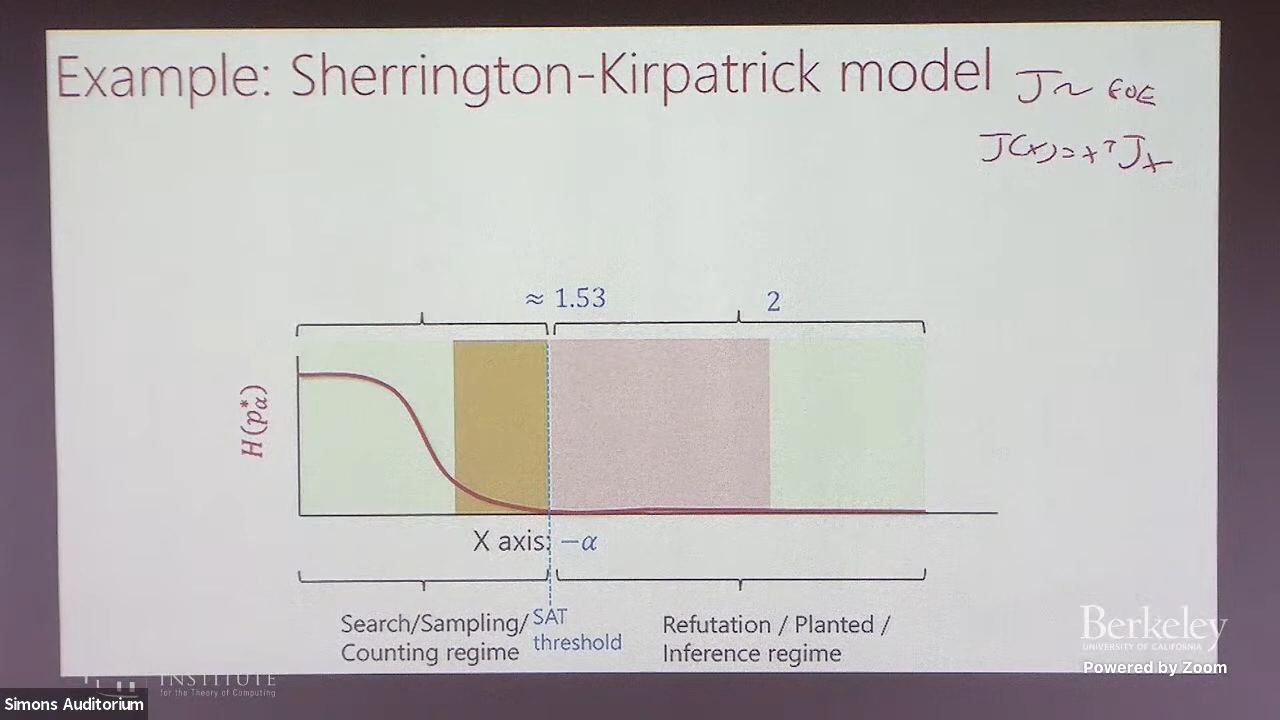 Example: Sherrington-Kirpatrick model
J ~ GOE
J(x)=x^T J x
≈ 1.53
2
H(p*α)
X axis: −α
Search/Sampling/
Counting regime
SAT
threshold
Refutation / Planted /
Inference regime
INSTITUTE
for the Theory of Computing
Berkeley
UNIVERSITY OF CALIFORNIA
Powered by Zoom
Simons Auditorium